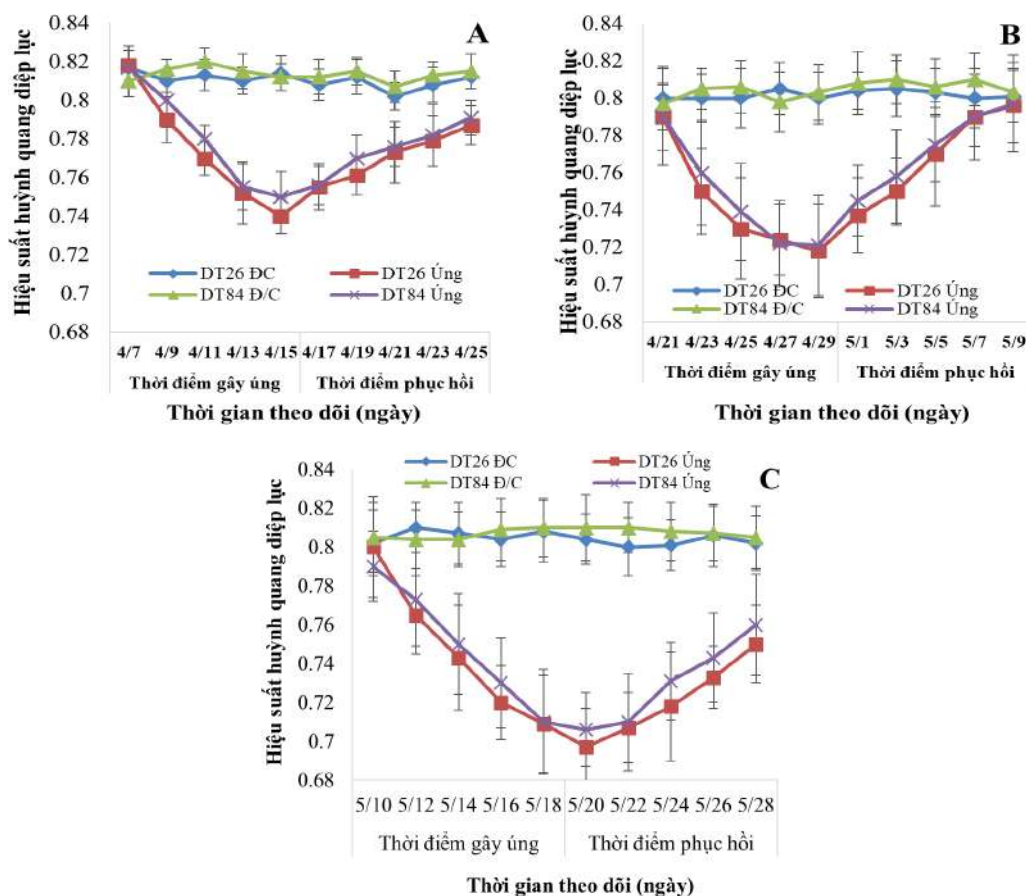 A
Hiệu suất huỳnh quang diệp lục
0.84
0.82
0.8
0.78
0.76
0.74
0.72
0.7
0.68
DT26 ĐC
DT26 Úng
DT84 Đ/C
DT84 Úng
4/7 4/9 4/11 4/13 4/15 4/17 4/19 4/21 4/23 4/25
Thời điểm gây úng Thời điểm phục hồi
Thời gian theo dõi (ngày)
B
Hiệu suất hùynh quang diệp lục
0.84
0.82
0.8
0.78
0.76
0.74
0.72
0.7
0.68
DT26 ĐC
DT26 Úng
DT84 Đ/C
DT84 Úng
4/21 4/23 4/25 4/27 4/29 5/1 5/3 5/5 5/7 5/9
Thời điểm gây úng Thời điểm phục hồi
Thời gian theo dõi (ngày)
C
DT26 ĐC
DT26 Úng
DT84 Đ/C
DT84 Úng
Hiệu suất huỳnh quang diệp lục
0.84
0.82
0.8
0.78
0.76
0.74
0.72
0.7
0.68
5/10 5/12 5/14 5/16 5/18 5/20 5/22 5/24 5/26 5/28
Thời điểm gây úng Thời điểm phục hồi
Thời gian theo dõi (ngày)